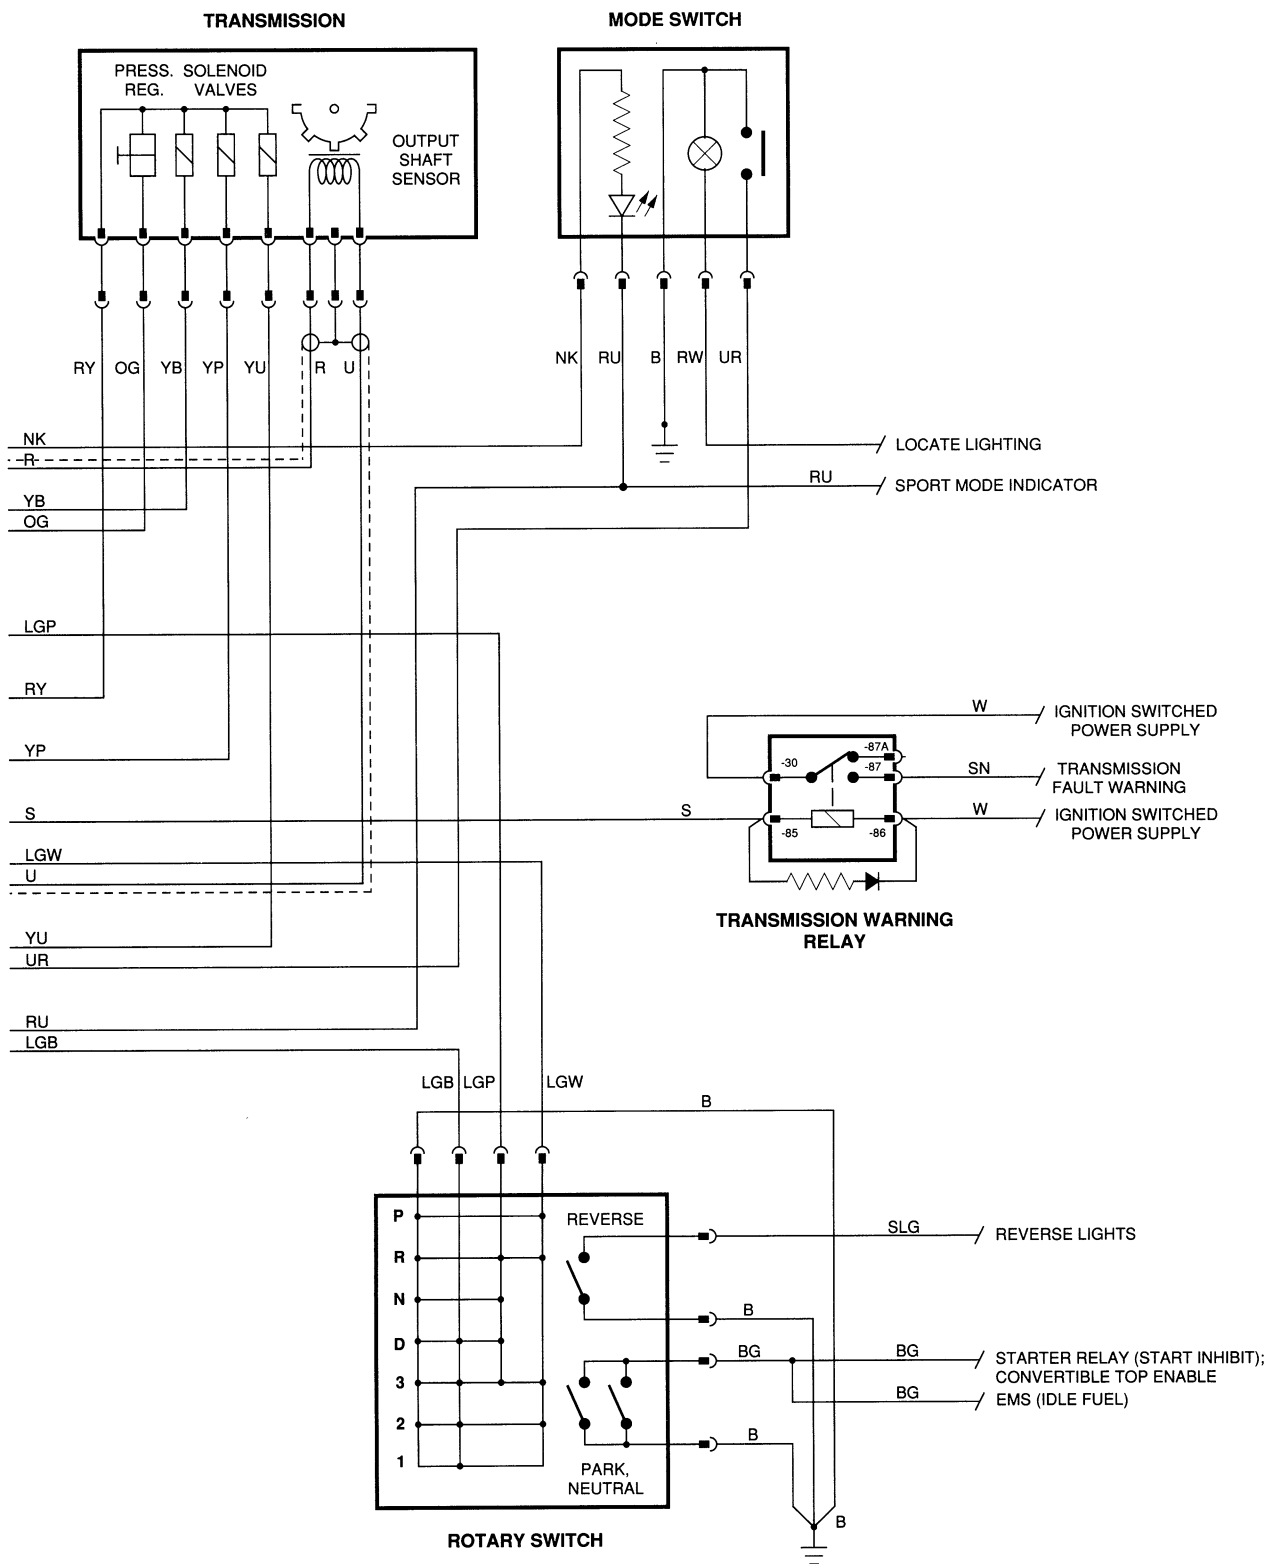 TRANSMISSION
MODE SWITCH
PRESS. SOLENOID
REG. VALVES
OUTPUT
SHAFT
SENSOR
RY
OG
YB
YP
YU
R
U
NK
RU
B
RW
UR
NK
R
YB
OG
LOCATE LIGHTING
RU
SPORT MODE INDICATOR
LGP
RY
YP
S
S
LGW
U
YU
UR
RU
LGB
W
IGNITION SWITCHED
POWER SUPPLY
-87A
-30
-87
SN
TRANSMISSION
FAULT WARNING
W
IGNITION SWITCHED
POWER SUPPLY
-85
-86
TRANSMISSION WARNING
RELAY
LGB
LGP
LGW
B
P
R
N
D
3
2
1
REVERSE
SLG
REVERSE LIGHTS
B
BG
BG
STARTER RELAY (START INHIBIT);
CONVERTIBLE TOP ENABLE
BG
EMS (IDLE FUEL)
B
PARK,
NEUTRAL
B
ROTARY SWITCH